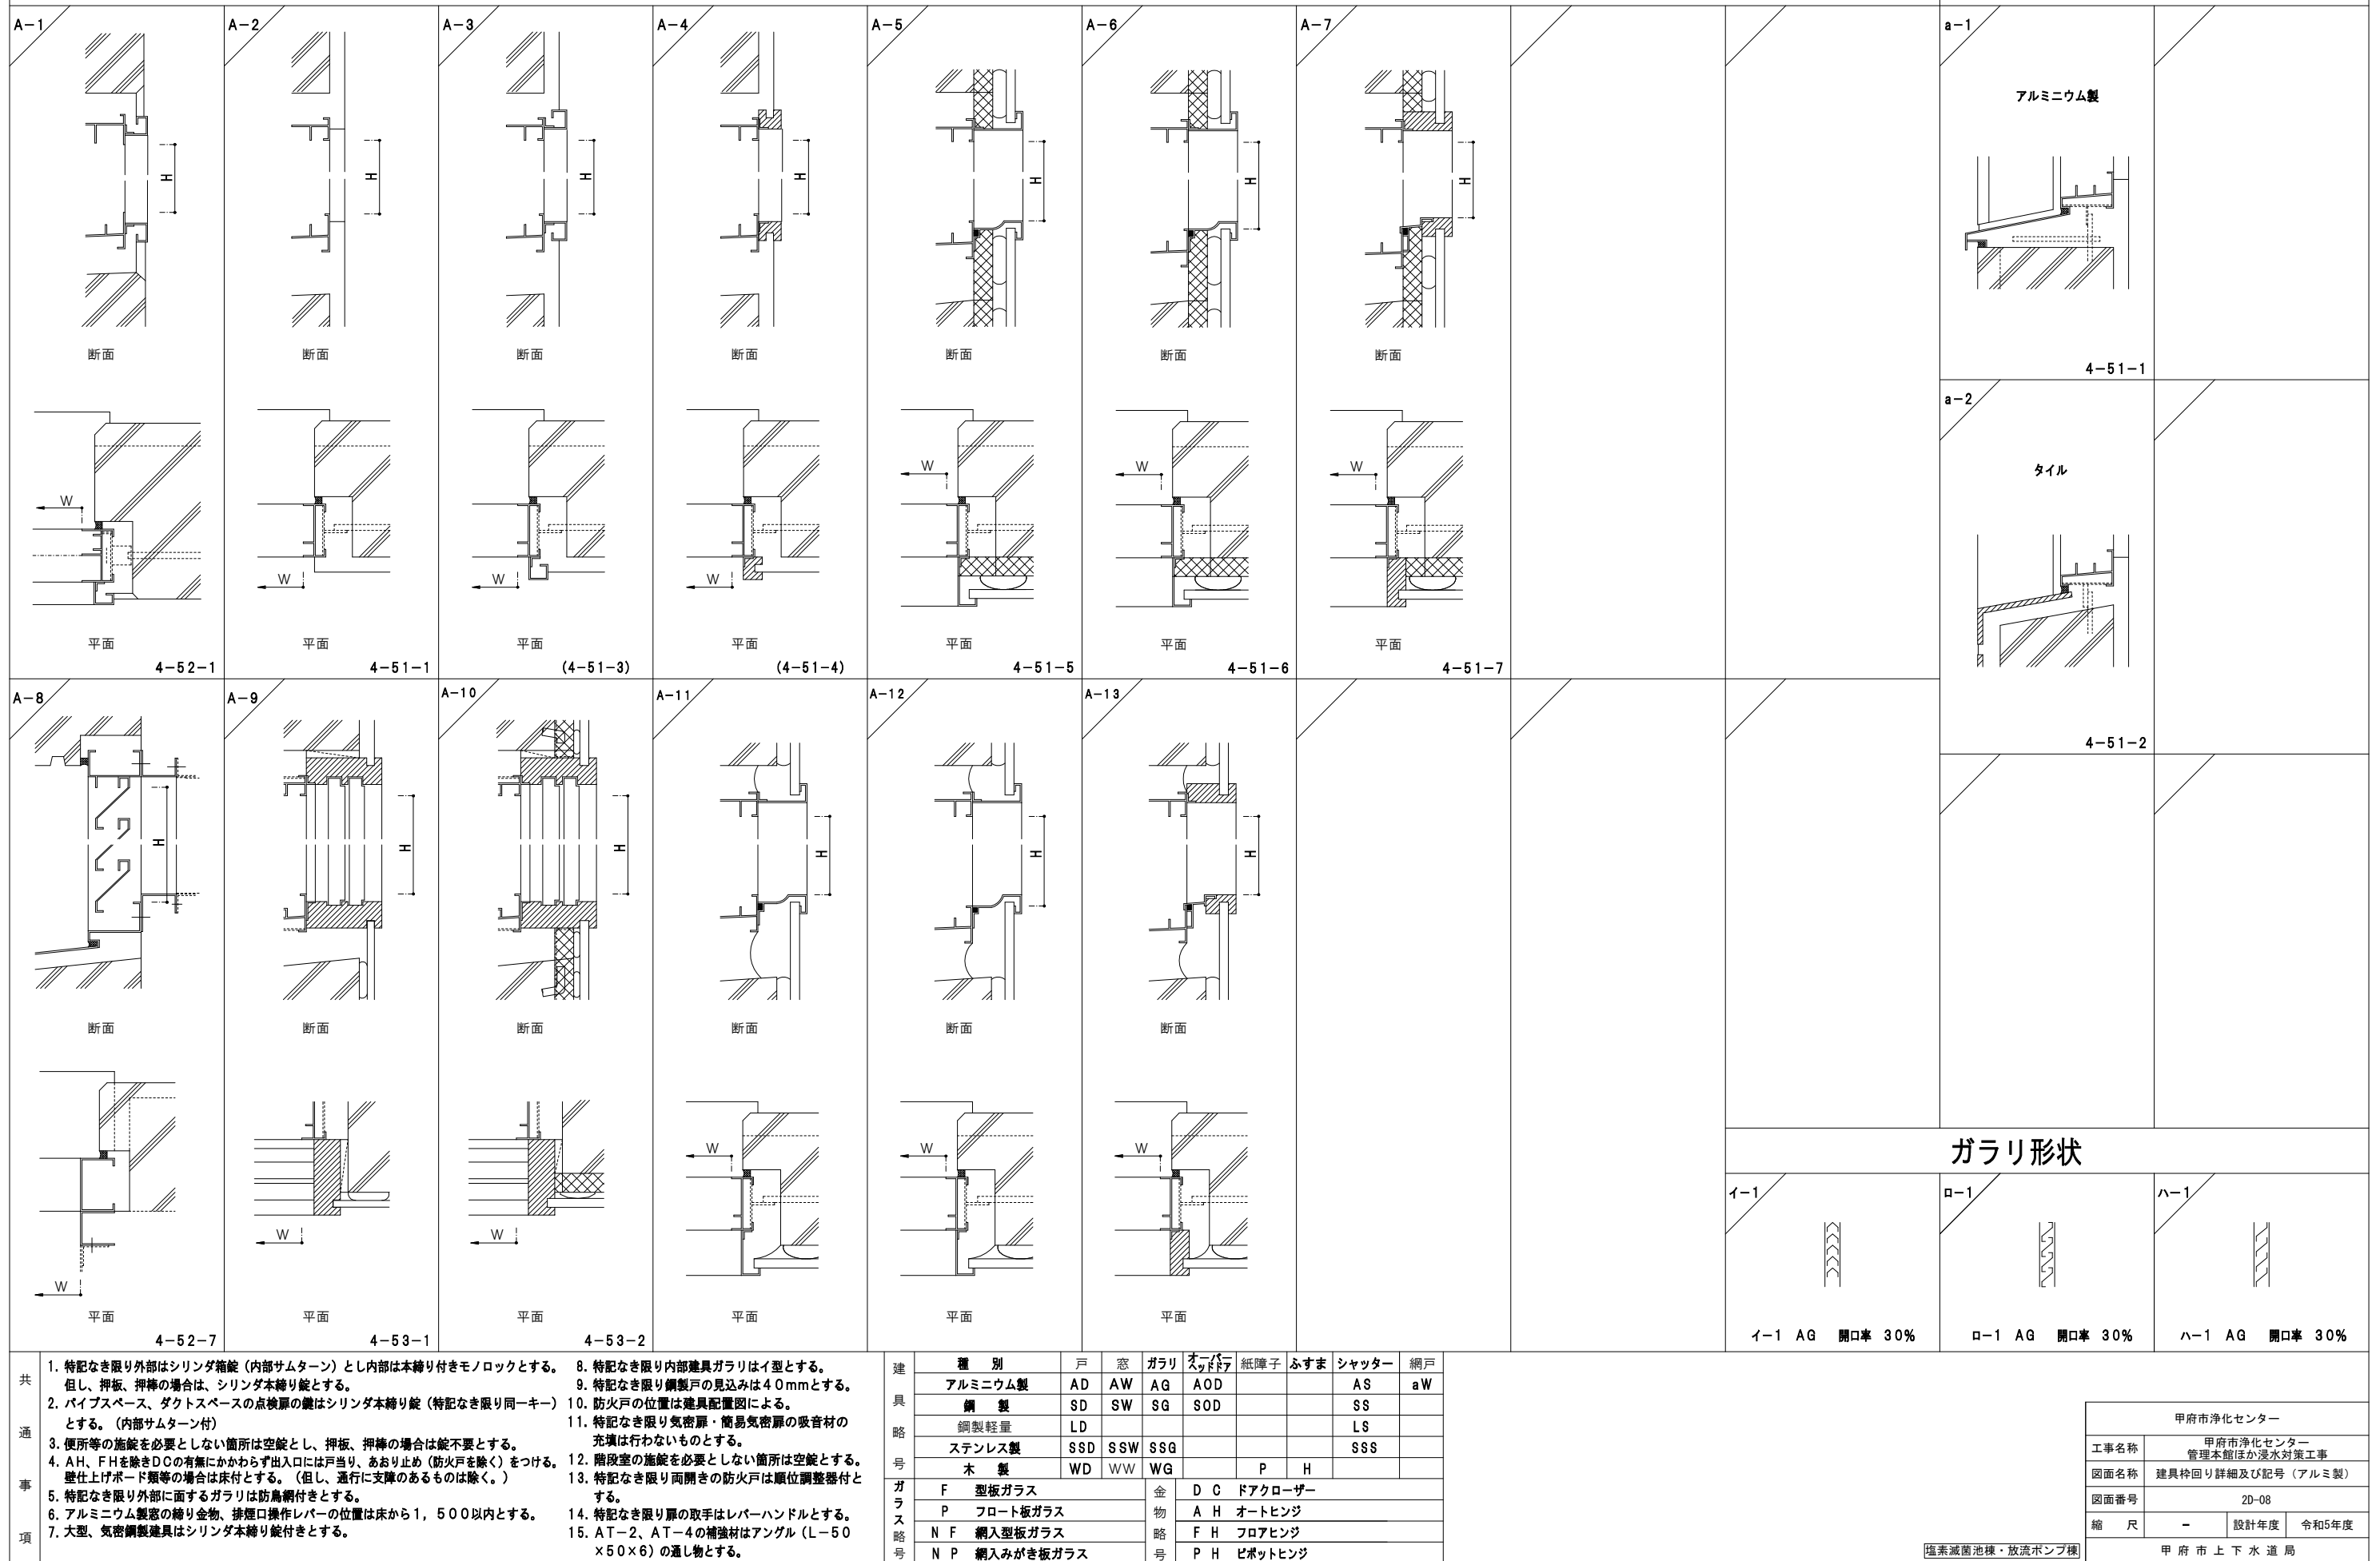 A-1
A-2
A-3
A-4
A-5
A-6
A-7
a-1
アルミニウム製
H
H
H
H
H
H
H
断面
断面
断面
断面
断面
断面
断面
4-51-1
a-2
タイル
W
W
W
W
W
W
W
平面
平面
平面
平面
平面
平面
平面
4-52-1
4-51-1
(4-51-3)
(4-51-4)
4-51-5
4-51-6
4-51-7
4-51-2
A-8
A-9
A-10
A-11
A-12
A-13
H
H
H
H
H
H
断面
断面
断面
断面
断面
断面
W
W
W
W
W
W
平面
平面
平面
平面
平面
平面
4-52-7
4-53-1
4-53-2
ガラリ形状
イ-1
ロ-1
ハ-1
イ-1 AG 開口率 30%
ロ-1 AG 開口率 30%
ハ-1 AG 開口率 30%
共通事項
1. 特記なき限り外部はシリンダ箱錠（内部サムターン）とし内部は本締り付きモノロックとする。
但し、押板、押棒の場合は、シリンダ本締り錠とする。
2. パイプスペース、ダクトスペースの点検扉の鍵はシリンダ本締り錠（特記なき限り同一キー）
とする。（内部サムターン付）
3. 便所等の施錠を必要としない箇所は空錠とし、押板、押棒の場合は錠不要とする。
4. AH、FHを除きDCの有無にかかわらず出入口には戸当り、あおり止め（防火戸を除く）をつける。
壁仕上げボード類等の場合は床付とする。（但し、通行に支障のあるものは除く。）
5. 特記なき限り外部に面するガラリは防鳥網付きとする。
6. アルミニウム製窓の締り金物、排煙口操作レバーの位置は床から1，500以内とする。
7. 大型、気密鋼製建具はシリンダ本締り錠付きとする。
8. 特記なき限り内部建具ガラリはイ型とする。
9. 特記なき限り鋼製戸の見込みは40mmとする。
10. 防火戸の位置は建具配置図による。
11. 特記なき限り気密扉・簡易気密扉の吸音材の
充填は行わないものとする。
12. 階段室の施錠を必要としない箇所は空錠とする。
13. 特記なき限り両開きの防火戸は順位調整器付と
する。
14. 特記なき限り扉の取手はレバーハンドルとする。
15. AT-2、AT-4の補強材はアングル（L-50
×50×6）の通し物とする。
建具略号
種 別 戸 窓 ガラリ オーバーヘッドドア 紙障子 ふすま シャッター 網戸
アルミニウム製 AD AW AG AOD AS aW
鋼 製 SD SW SG SOD SS
鋼製軽量 LD LS
ステンレス製 SSD SSW SSG SSS
木 製 WD WW WG P H
ガラス略号
F 型板ガラス
P フロート板ガラス
N F 網入型板ガラス
N P 網入みがき板ガラス
金物略号
D C ドアクローザー
A H オートヒンジ
F H フロアヒンジ
P H ピボットヒンジ
塩素滅菌池棟・放流ポンプ棟
甲府市浄化センター
工事名称 甲府市浄化センター
管理本館ほか浸水対策工事
図面名称 建具枠回り詳細及び記号（アルミ製）
図面番号 2D-08
縮 尺 - 設計年度 令和5年度
甲府市上下水道局